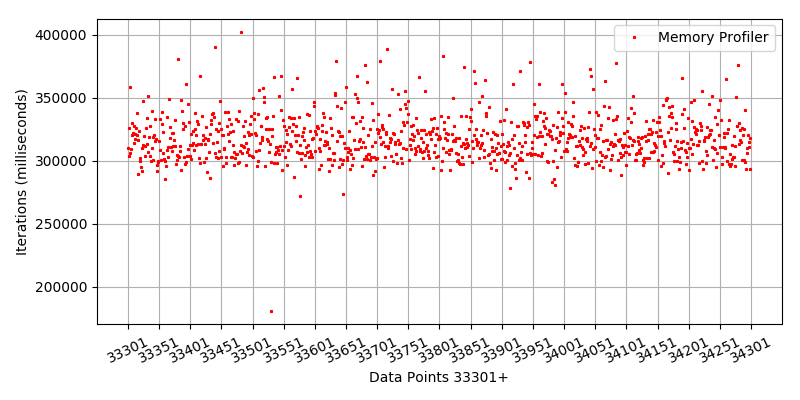 Memory Profiler
Iterations (milliseconds)
400000
350000
300000
250000
200000
33301 33351 33401 33451 33501 33551 33601 33651 33701 33751 33801 33851 33901 33951 34001 34051 34101 34151 34201 34251 34301
Data Points 33301+